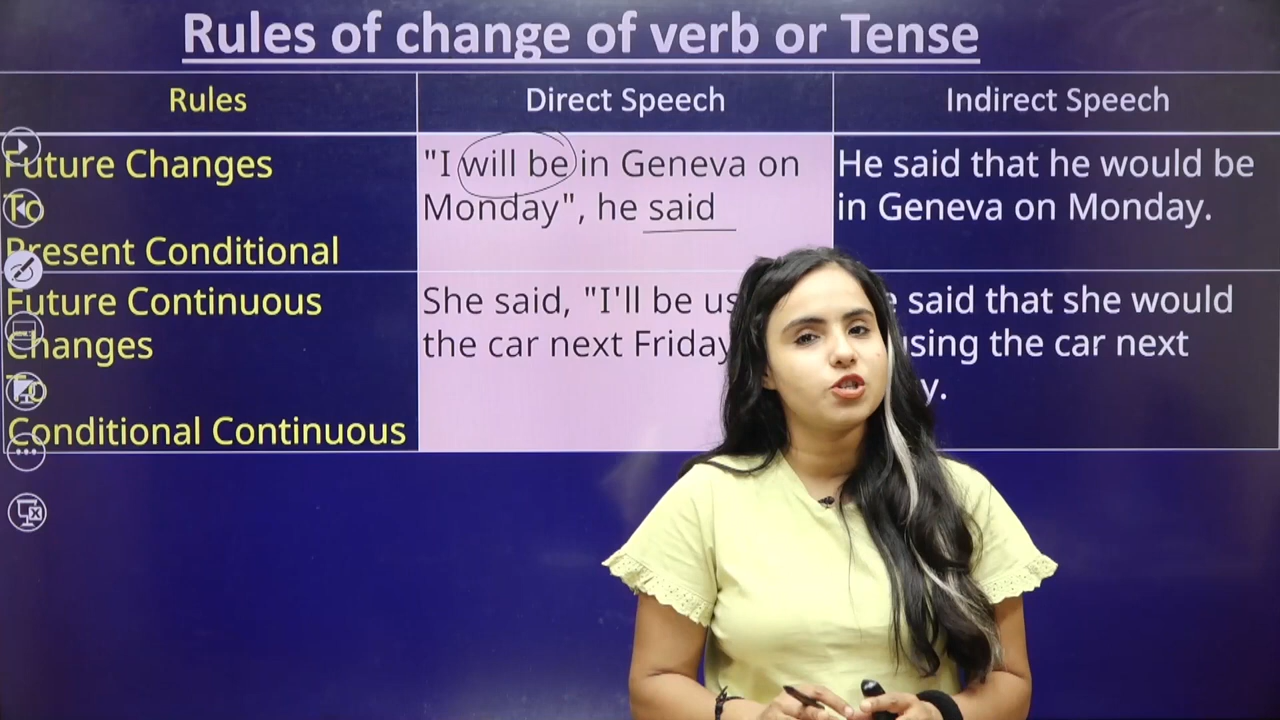 Rules of change of verb or Tense
Rules
Direct Speech
Indirect Speech
Future Changes
To
Present Conditional
"I will be in Geneva on
Monday", he said
He said that he would be
in Geneva on Monday.
Future Continuous
Changes
To
Conditional Continuous
She said, "I'll be
the car next Friday
said that she would
using the car next